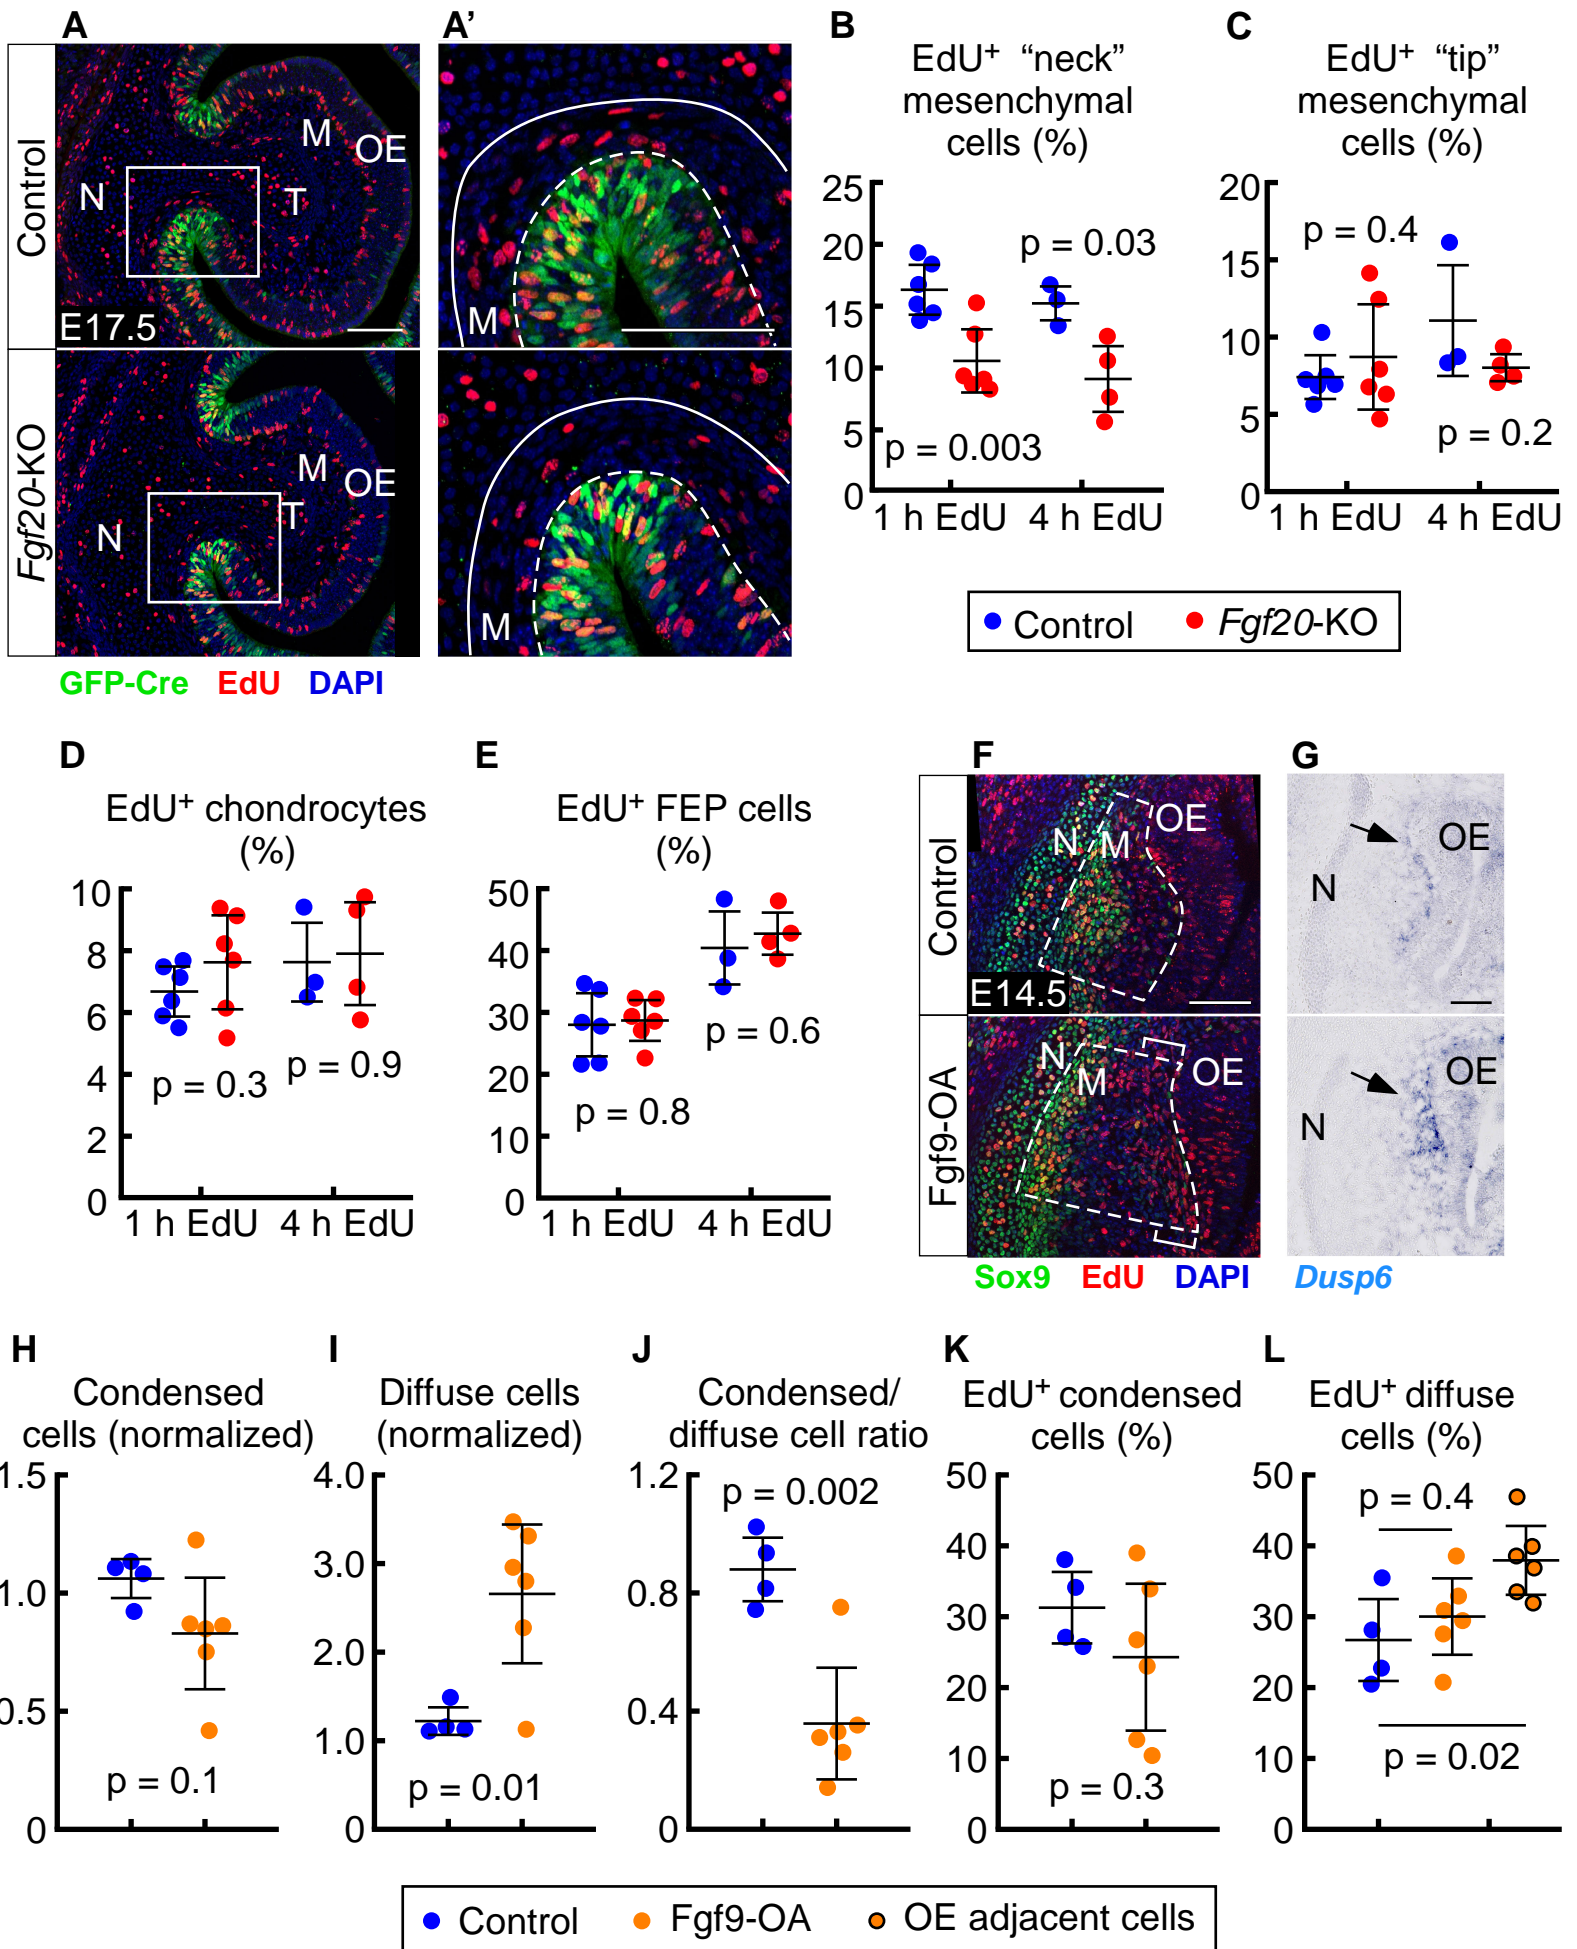 A
A’
Control
M
OE
N
T
E17.5
M
Fgf20-KO
M
OE
T
N
M
GFP-Cre EdU DAPI
B
EdU+ “neck”
mesenchymal
cells (%)
25
20
15
10
5
0
p = 0.03
p = 0.003
1 h EdU 4 h EdU
C
EdU+ “tip”
mesenchymal
cells (%)
20
15
10
5
0
p = 0.4
p = 0.2
1 h EdU 4 h EdU
Control Fgf20-KO
D
EdU+ chondrocytes
(%)
10
8
6
4
2
0
p = 0.3
p = 0.9
1 h EdU 4 h EdU
E
EdU+ FEP cells
(%)
50
40
30
20
10
0
p = 0.6
p = 0.8
1 h EdU 4 h EdU
F
Control
N M OE
E14.5
Fgf9-OA
N
M
OE
Sox9 EdU DAPI
G
OE
N
OE
N
Dusp6
H
Condensed
cells (normalized)
1.5
1.0
0.5
0
p = 0.1
I
Diffuse cells
(normalized)
4.0
3.0
2.0
1.0
0
p = 0.01
J
Condensed/
diffuse cell ratio
1.2
0.8
0.4
0
p = 0.002
K
EdU+ condensed
cells (%)
50
40
30
20
10
0
p = 0.3
L
EdU+ diffuse
cells (%)
50
40
30
20
10
0
p = 0.4
p = 0.02
Control Fgf9-OA OE adjacent cells